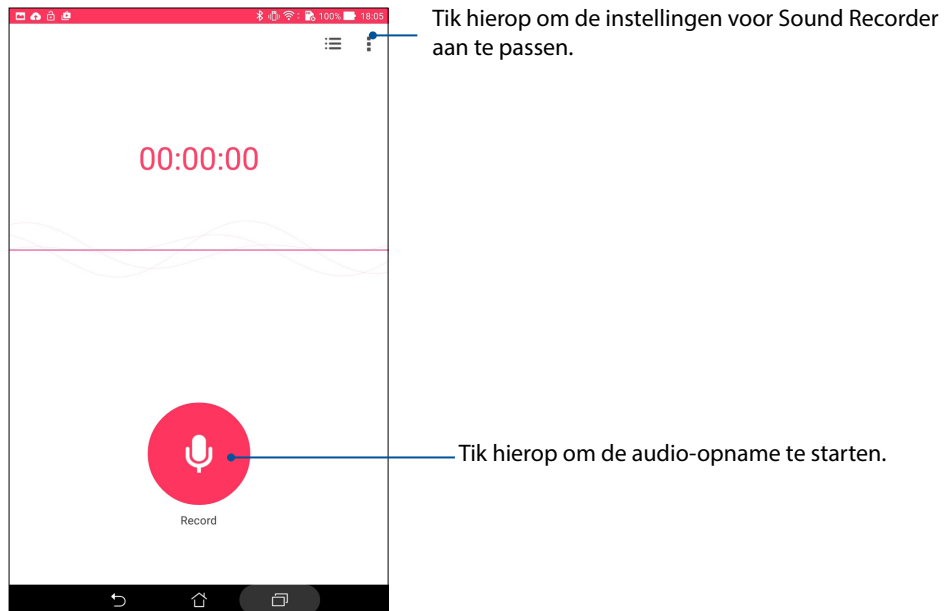 100% 18:05
Tik hierop om de instellingen voor Sound Recorder
aan te passen.
00:00:00
Tik hierop om de audio-opname te starten.
Record